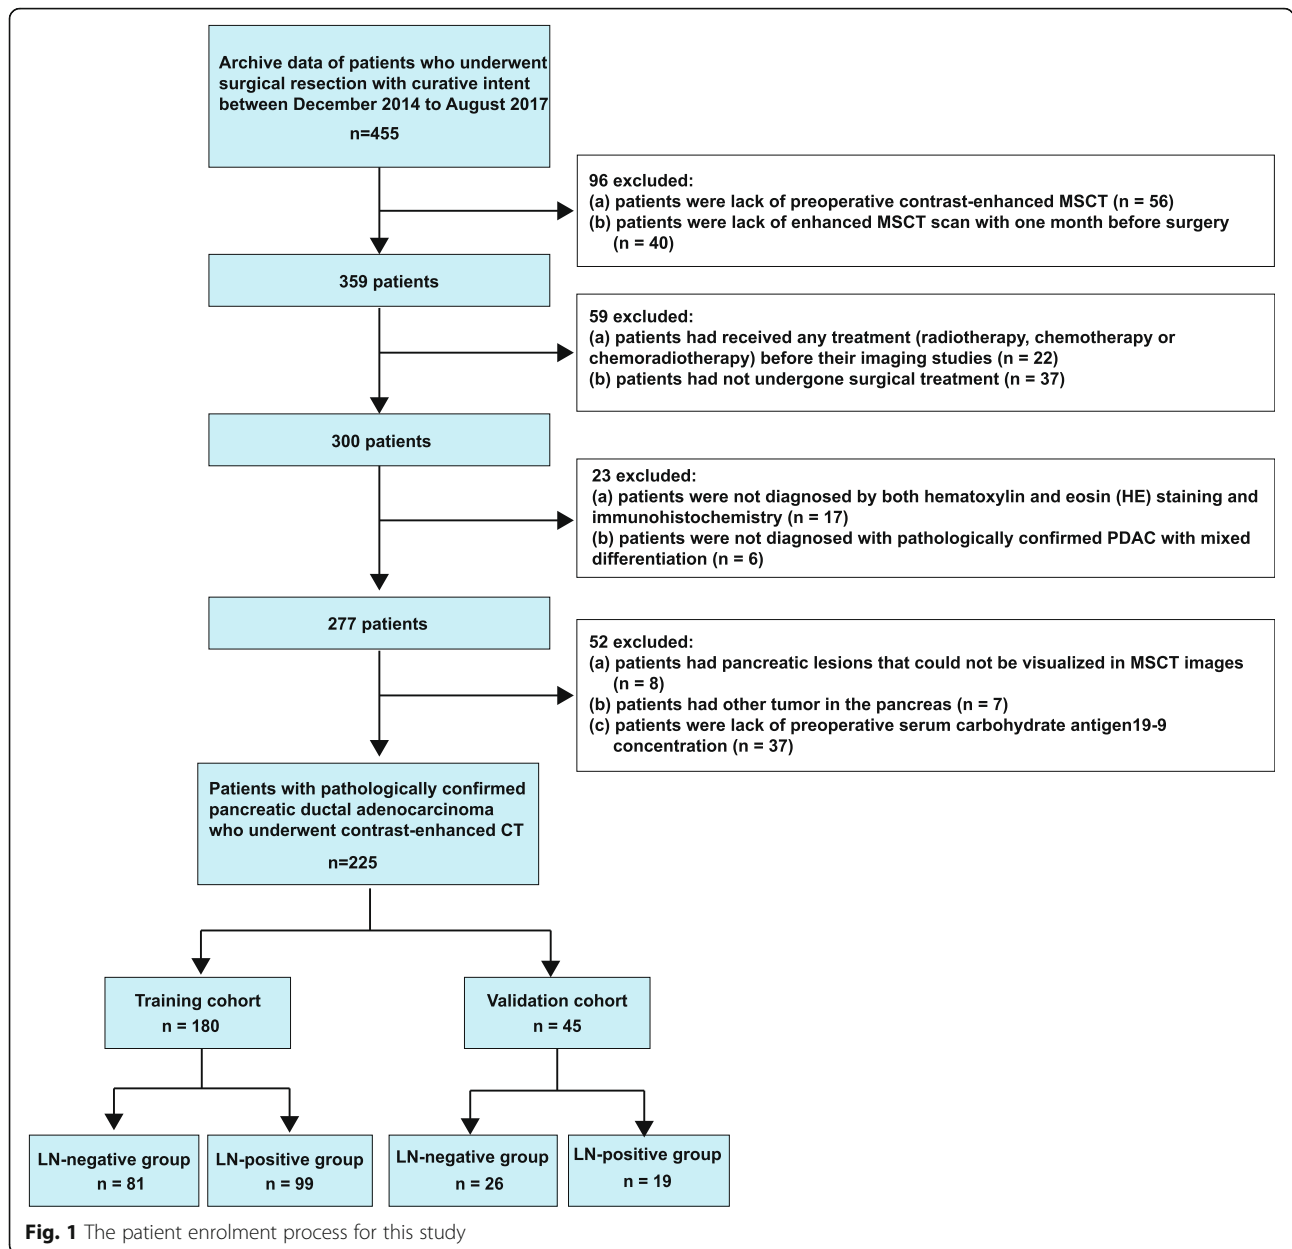 Archive data of patients who underwent
surgical resection with curative intent
between December 2014 to August 2017
n=455
96 excluded:
(a) patients were lack of preoperative contrast-enhanced MSCT (n = 56)
(b) patients were lack of enhanced MSCT scan with one month before surgery
(n = 40)
359 patients
59 excluded:
(a) patients had received any treatment (radiotherapy, chemotherapy or
chemoradiotherapy) before their imaging studies (n = 22)
(b) patients had not undergone surgical treatment (n = 37)
300 patients
23 excluded:
(a) patients were not diagnosed by both hematoxylin and eosin (HE) staining and
immunohistochemistry (n = 17)
(b) patients were not diagnosed with pathologically confirmed PDAC with mixed
differentiation (n = 6)
277 patients
52 excluded:
(a) patients had pancreatic lesions that could not be visualized in MSCT images
(n = 8)
(b) patients had other tumor in the pancreas (n = 7)
(c) patients were lack of preoperative serum carbohydrate antigen19-9
concentration (n = 37)
Patients with pathologically confirmed
pancreatic ductal adenocarcinoma
who underwent contrast-enhanced CT
n=225
Training cohort
n = 180
Validation cohort
n = 45
LN-negative group
n = 81
LN-positive group
n = 99
LN-negative group
n = 26
LN-positive group
n = 19
Fig. 1 The patient enrolment process for this study